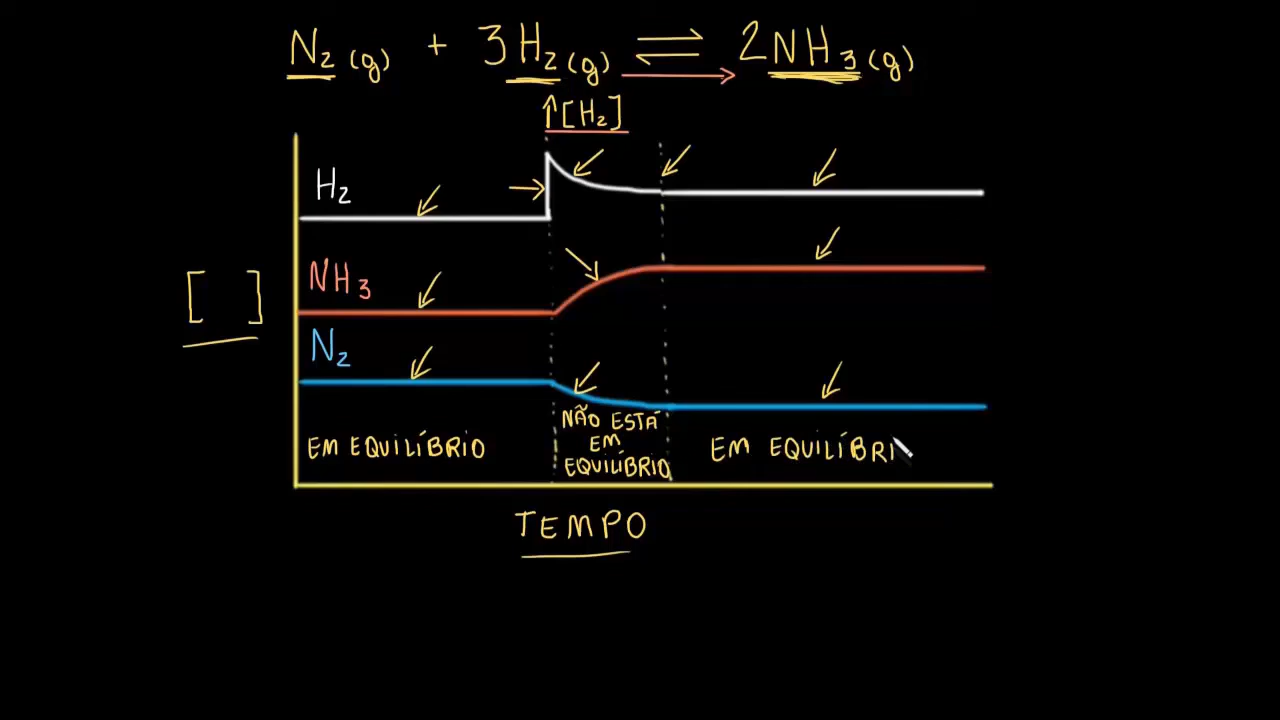 N₂(g) + 3H₂(g) ⇌ 2NH₃(g)
↑[H₂]
H₂
NH₃
[ ]
N₂
EM EQUILÍBRIO
NÃO ESTÁ
EM
EQUILÍBRIO
EM EQUILÍBRI
TEMPO